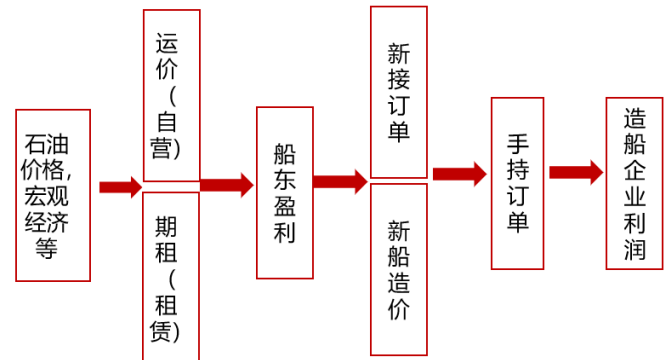 石油
价格，
宏观
经济
等
运
价
（
自
营）
期
租
（
租
赁）
船
东
盈
利
新
接
订
单
新
船
造
价
手
持
订
单
造
船
企
业
利
润